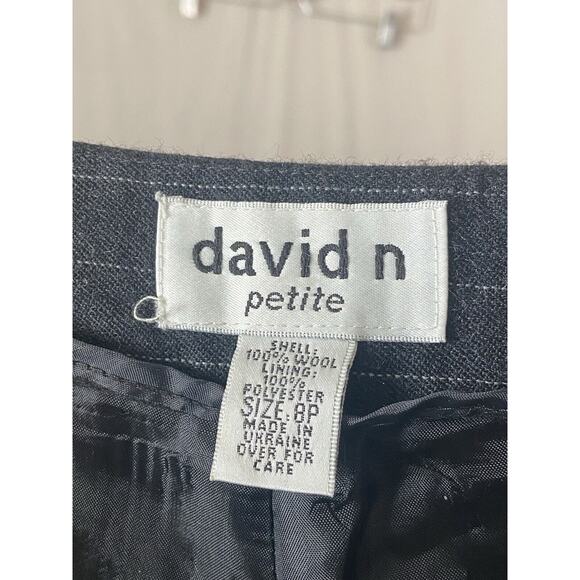 david n
petite
SHELL:
100% WOOL
LINING:
100%
POLYESTER
SIZE: 8P
MADE IN
UKRAINE
OVER FOR
CARE